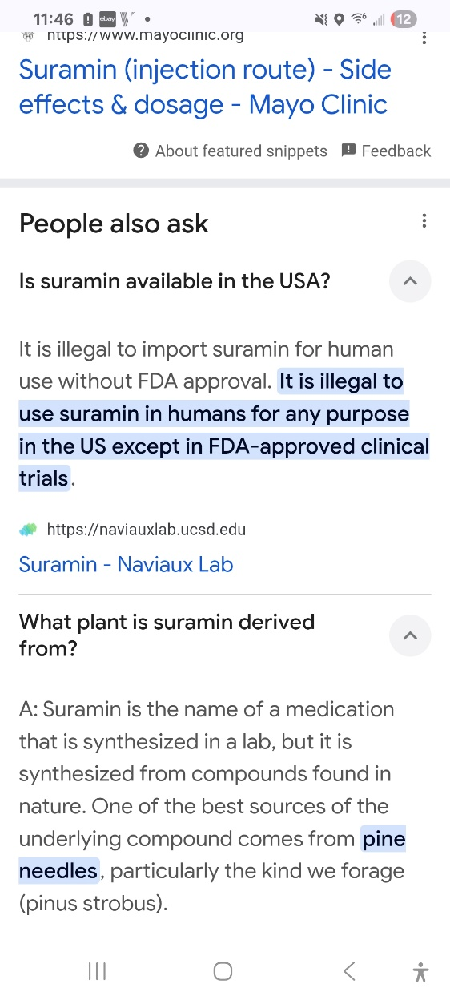 11:46 ebay
12
https://www.mayoclinic.org
Suramin (injection route) - Side
effects & dosage - Mayo Clinic
About featured snippets Feedback
People also ask
Is suramin available in the USA?
It is illegal to import suramin for human
use without FDA approval. It is illegal to
use suramin in humans for any purpose
in the US except in FDA-approved clinical
trials.
https://naviauxlab.ucsd.edu
Suramin - Naviaux Lab
What plant is suramin derived
from?
A: Suramin is the name of a medication
that is synthesized in a lab, but it is
synthesized from compounds found in
nature. One of the best sources of the
underlying compound comes from pine
needles, particularly the kind we forage
(pinus strobus).